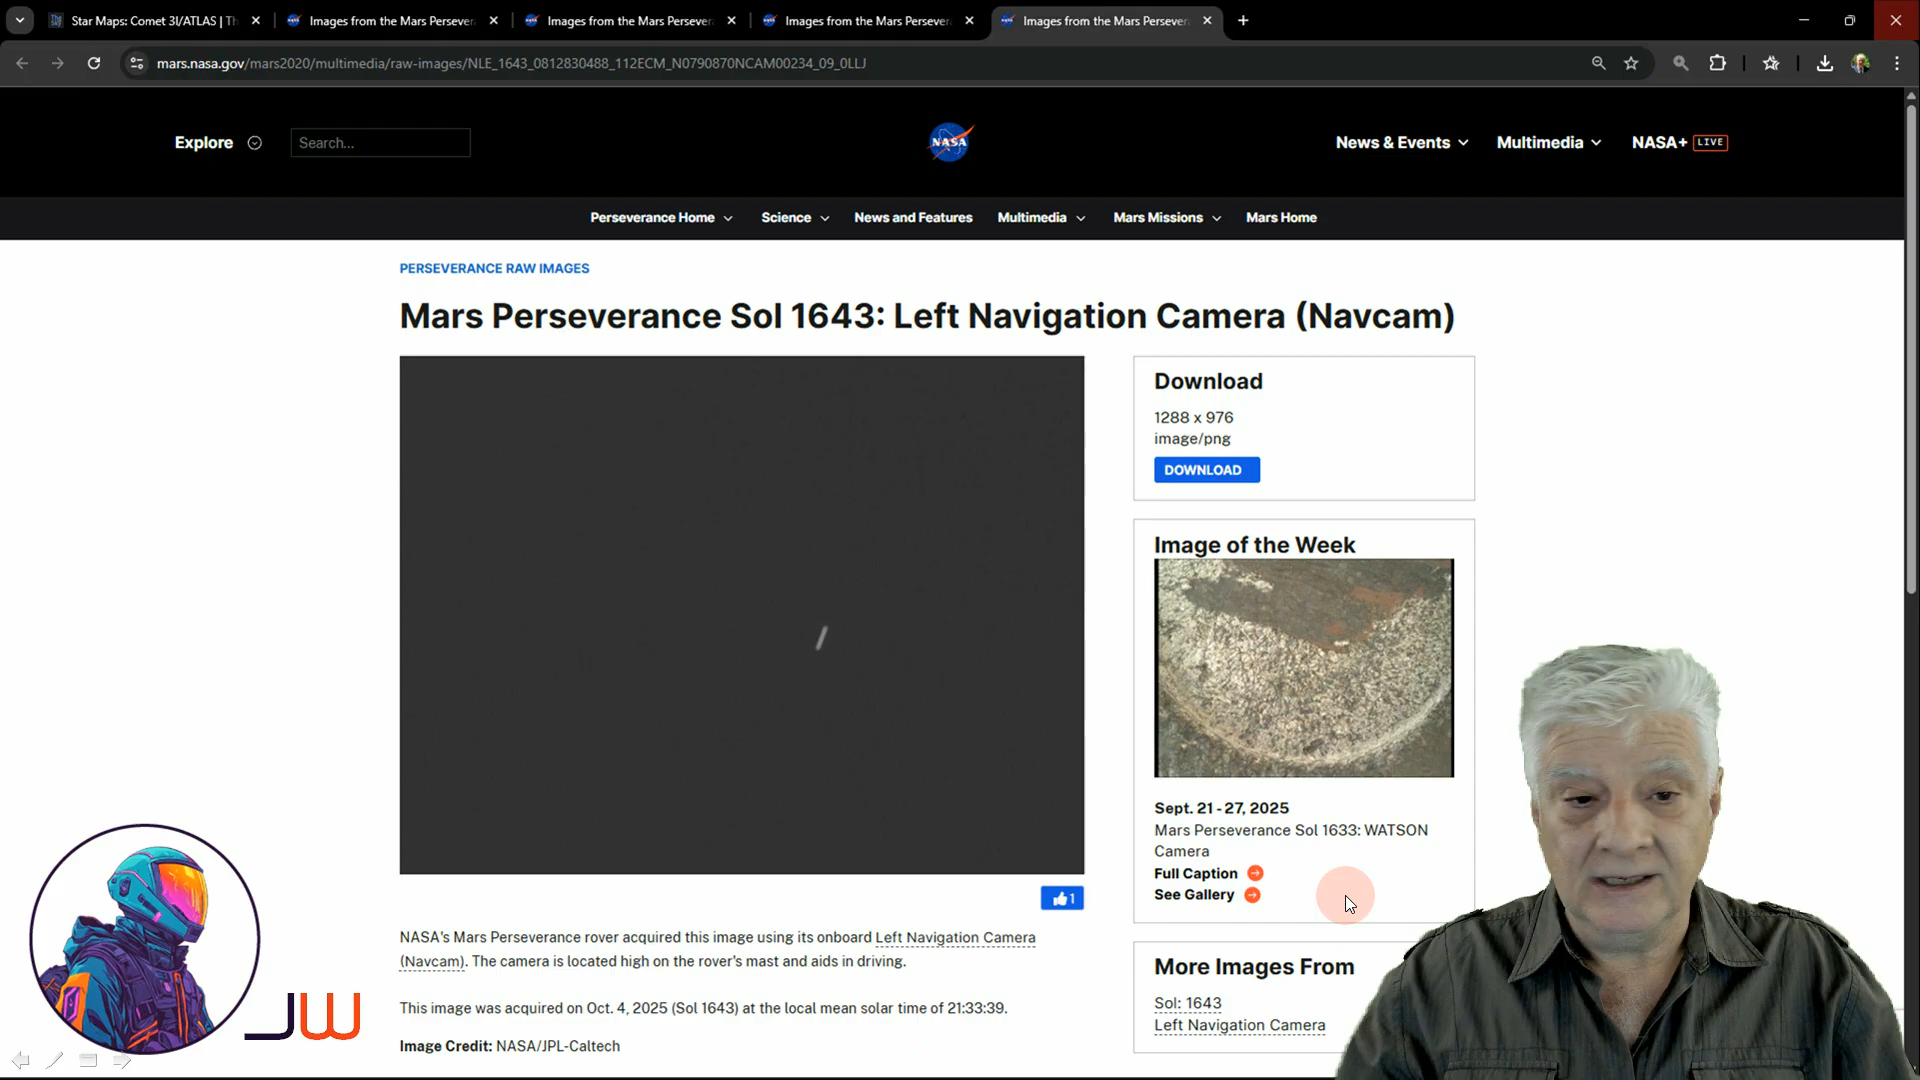 Star Maps: Comet 3I/ATLAS | Th
Images from the Mars Persever
Images from the Mars Persever
Images from the Mars Persever
Images from the Mars Persever
mars.nasa.gov/mars2020/multimedia/raw-images/NLE_1643_0812830488_112ECM_N0790870NCAM00234_09_0LLJ
Explore
Search...
NASA
News & Events
Multimedia
NASA+ LIVE
Perseverance Home
Science
News and Features
Multimedia
Mars Missions
Mars Home
PERSEVERANCE RAW IMAGES
Mars Perseverance Sol 1643: Left Navigation Camera (Navcam)
Download
1288 x 976
image/png
DOWNLOAD
Image of the Week
Sept. 21 - 27, 2025
Mars Perseverance Sol 1633: WATSON
Camera
Full Caption
See Gallery
1
NASA's Mars Perseverance rover acquired this image using its onboard Left Navigation Camera
(Navcam). The camera is located high on the rover's mast and aids in driving.
This image was acquired on Oct. 4, 2025 (Sol 1643) at the local mean solar time of 21:33:39.
Image Credit: NASA/JPL-Caltech
More Images From
Sol: 1643
Left Navigation Camera
JW